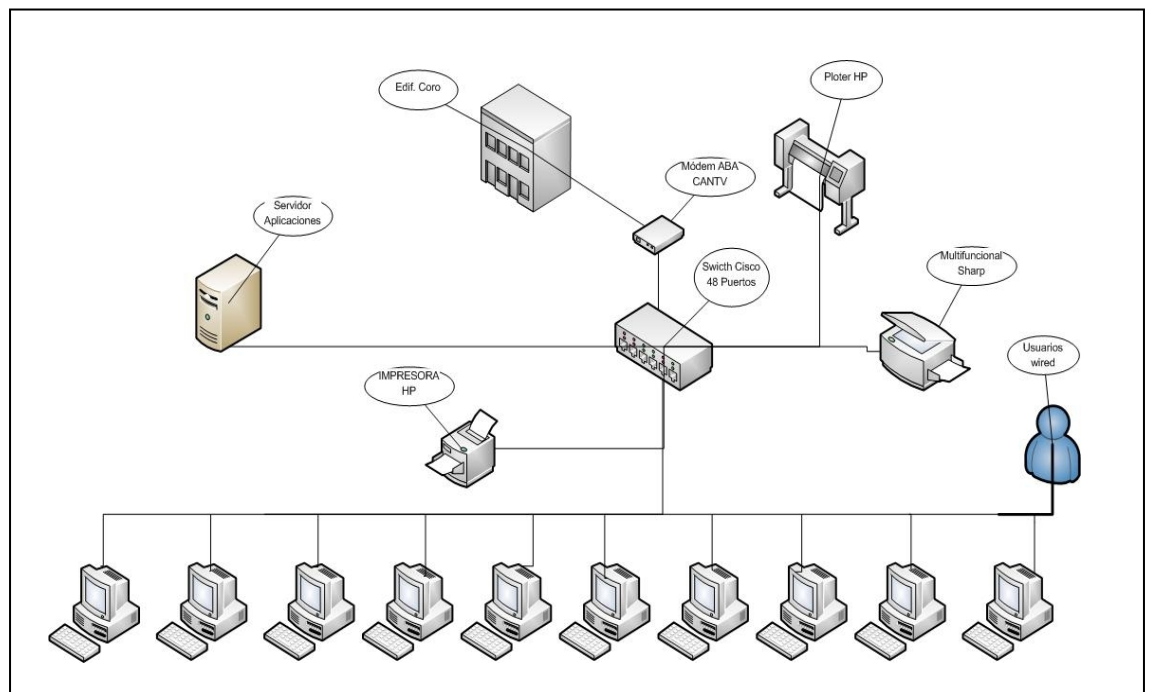 Edif. Coro
Ploter HP
Módem ABA
CANTV
Servidor
Aplicaciones
Swicth Cisco
48 Puertos
Multifuncional
Sharp
Usuarios
wired
IMPRESORA
HP